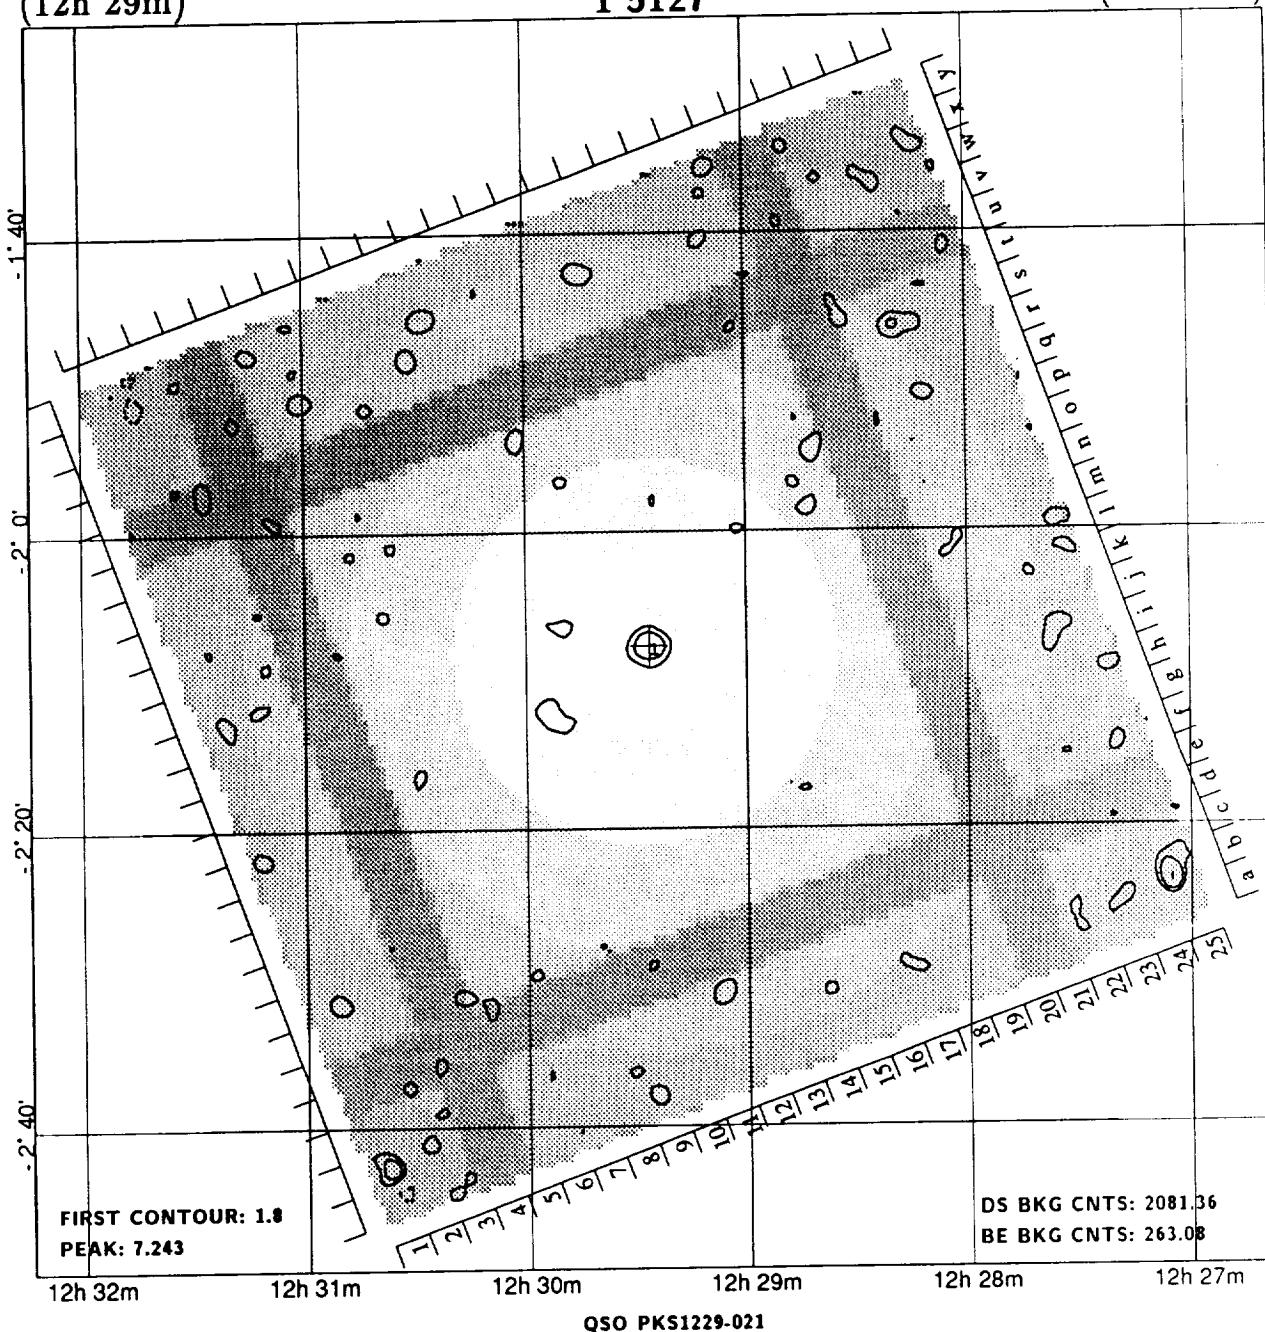 (12h 29m)
I 5127
-1° 40'
-2° 0'
-2° 20'
-2° 40'
y
x
w
v
u
t
s
r
q
p
o
n
m
l
k
j
i
h
g
f
e
d
c
b
a
1
1 2 3 4 5 6 7 8 9 10 11 12 13 14 15 16 17 18 19 20 21 22 23 24 25
FIRST CONTOUR: 1.8
PEAK: 7.243
DS BKG CNTS: 2081.36
BE BKG CNTS: 263.08
12h 32m 12h 31m 12h 30m 12h 29m 12h 28m 12h 27m
QSO PKS1229-021